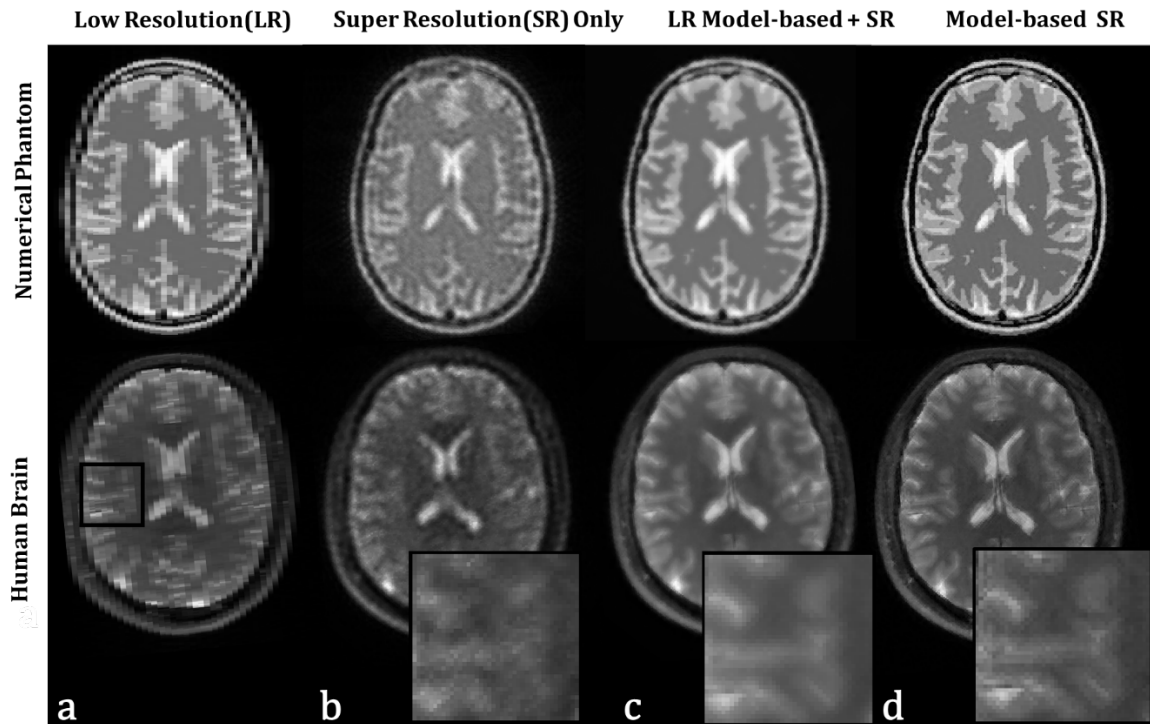 Low Resolution(LR)
Super Resolution(SR) Only
LR Model-based + SR
Model-based SR
Numerical Phantom
Human Brain
a
b
c
d